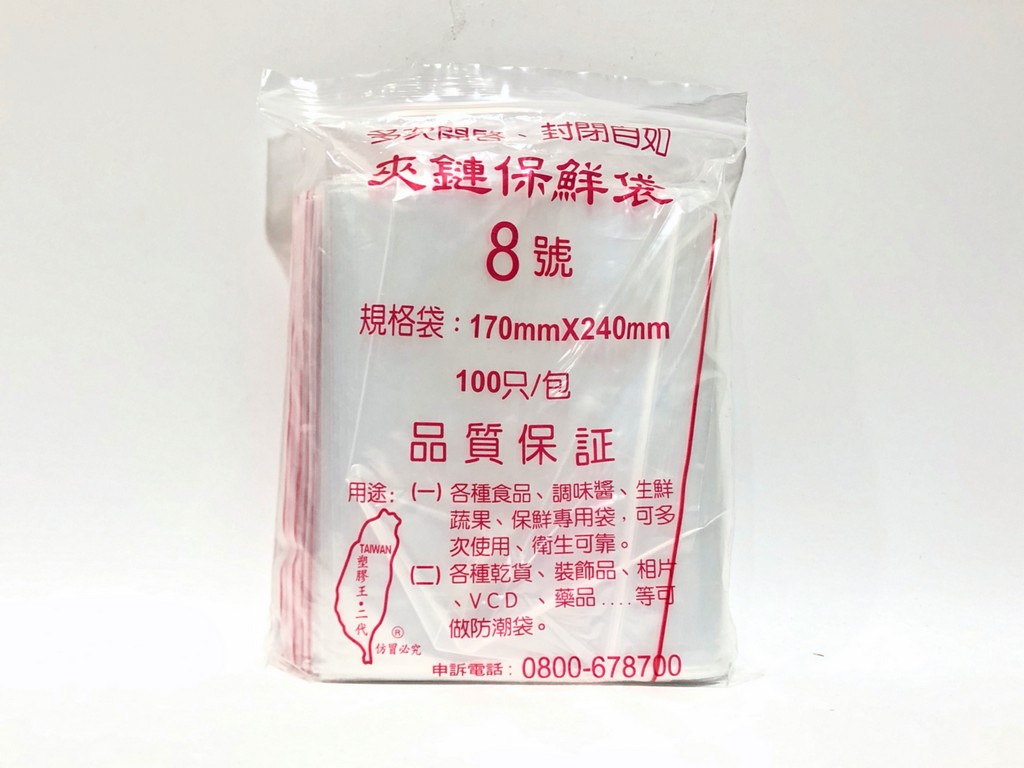 多次開啓、封閉自如
夾鏈保鮮袋
8號
規格袋：170mmX240mm
100只/包
品質保証
用途：(一) 各種食品、調味醬、生鮮
蔬果、保鮮專用袋，可多
次使用、衛生可靠。
(二) 各種乾貨、裝飾品、相片
、VCD、藥品....等可
做防潮袋。
TAIWAN
塑膠王·二代
®
仿冒必究
申訴電話：0800-678700